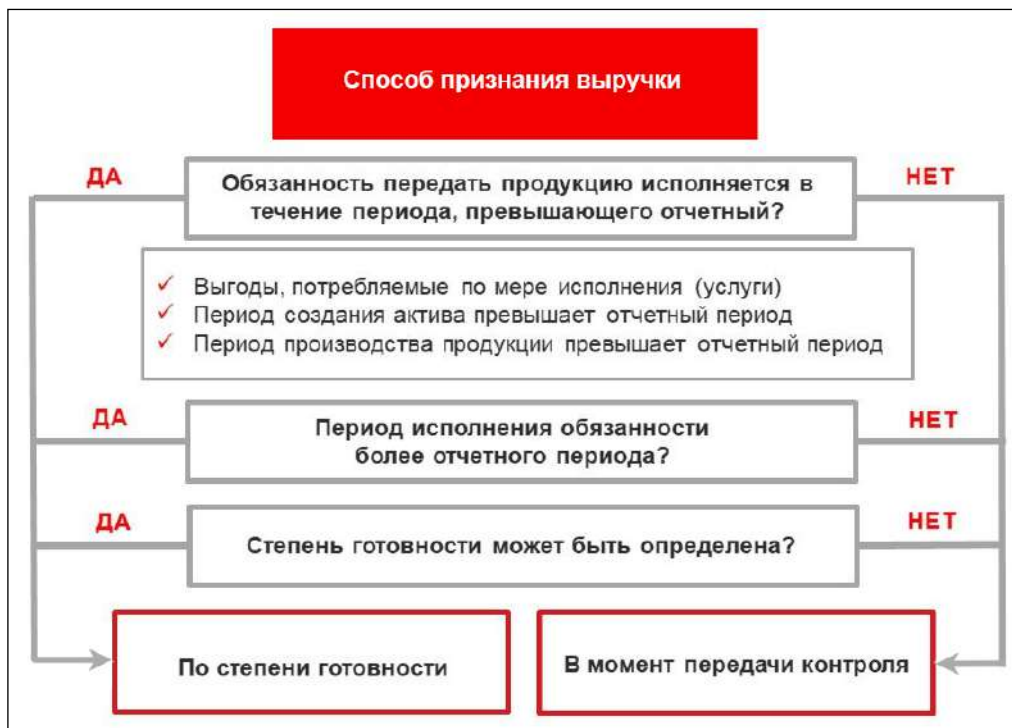 Способ признания выручки
ДА
НЕТ
Обязанность передать продукцию исполняется в
течение периода, превышающего отчетный?
✓ Выгоды, потребляемые по мере исполнения (услуги)
✓ Период создания актива превышает отчетный период
✓ Период производства продукции превышает отчетный период
ДА
НЕТ
Период исполнения обязанности
более отчетного периода?
ДА
НЕТ
Степень готовности может быть определена?
По степени готовности
В момент передачи контроля